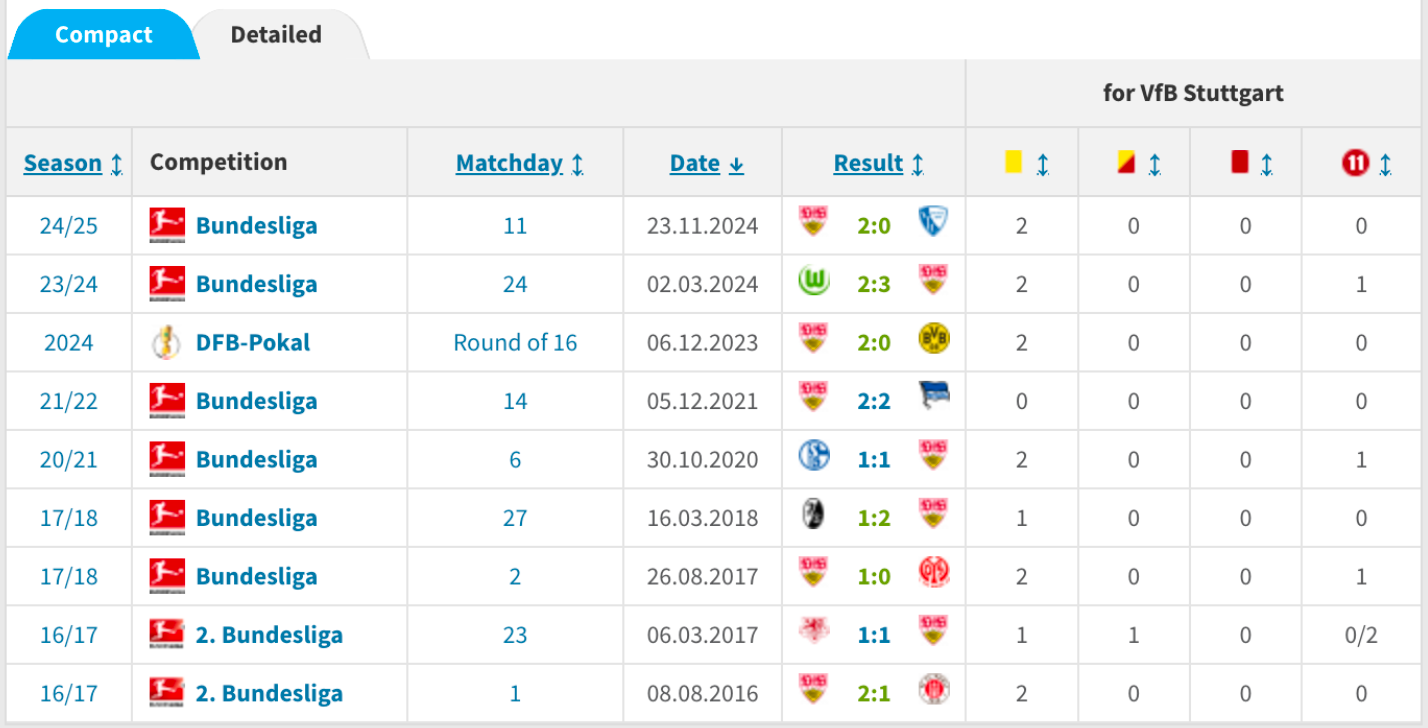 Compact Detailed
for VfB Stuttgart
Season Competition Matchday Date Result 11
24/25 Bundesliga 11 23.11.2024 2:0 2 0 0 0
23/24 Bundesliga 24 02.03.2024 2:3 2 0 0 1
2024 DFB-Pokal Round of 16 06.12.2023 2:0 2 0 0 0
21/22 Bundesliga 14 05.12.2021 2:2 0 0 0 0
20/21 Bundesliga 6 30.10.2020 1:1 2 0 0 1
17/18 Bundesliga 27 16.03.2018 1:2 1 0 0 0
17/18 Bundesliga 2 26.08.2017 1:0 2 0 0 1
16/17 2. Bundesliga 23 06.03.2017 1:1 1 1 0 0/2
16/17 2. Bundesliga 1 08.08.2016 2:1 2 0 0 0